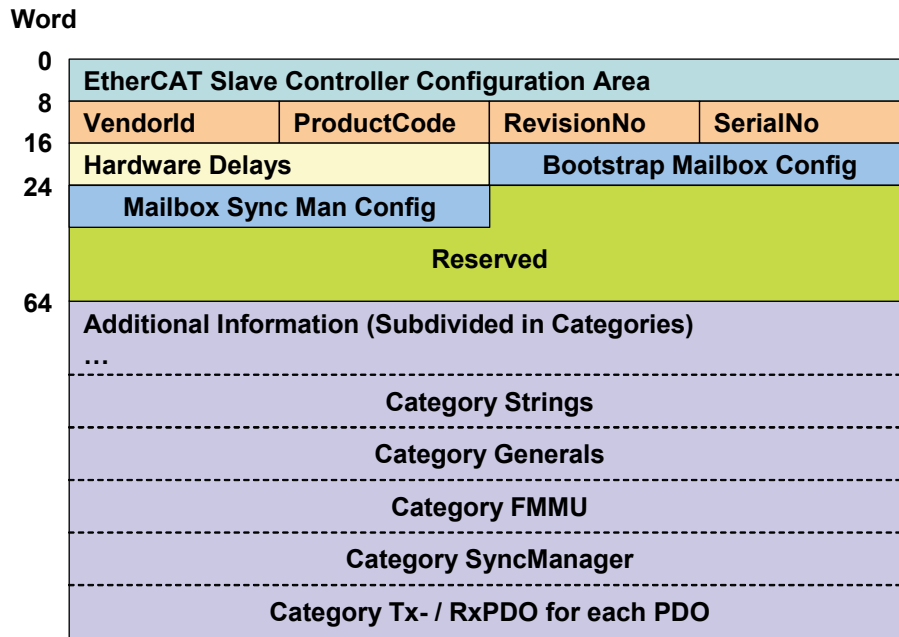 Word
0
EtherCAT Slave Controller Configuration Area
8
VendorId ProductCode RevisionNo SerialNo
16
Hardware Delays Bootstrap Mailbox Config
24
Mailbox Sync Man Config
Reserved
64
Additional Information (Subdivided in Categories)
…
Category Strings
Category Generals
Category FMMU
Category SyncManager
Category Tx- / RxPDO for each PDO